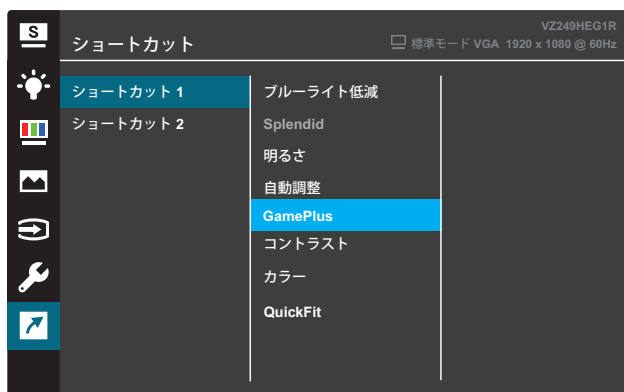 S
VZ249HEG1R
ショートカット
標準モード VGA 1920 x 1080 @ 60Hz
ショートカット 1
ショートカット 2
ブルーライト低減
Splendid
明るさ
自動調整
GamePlus
コントラスト
カラー
QuickFit